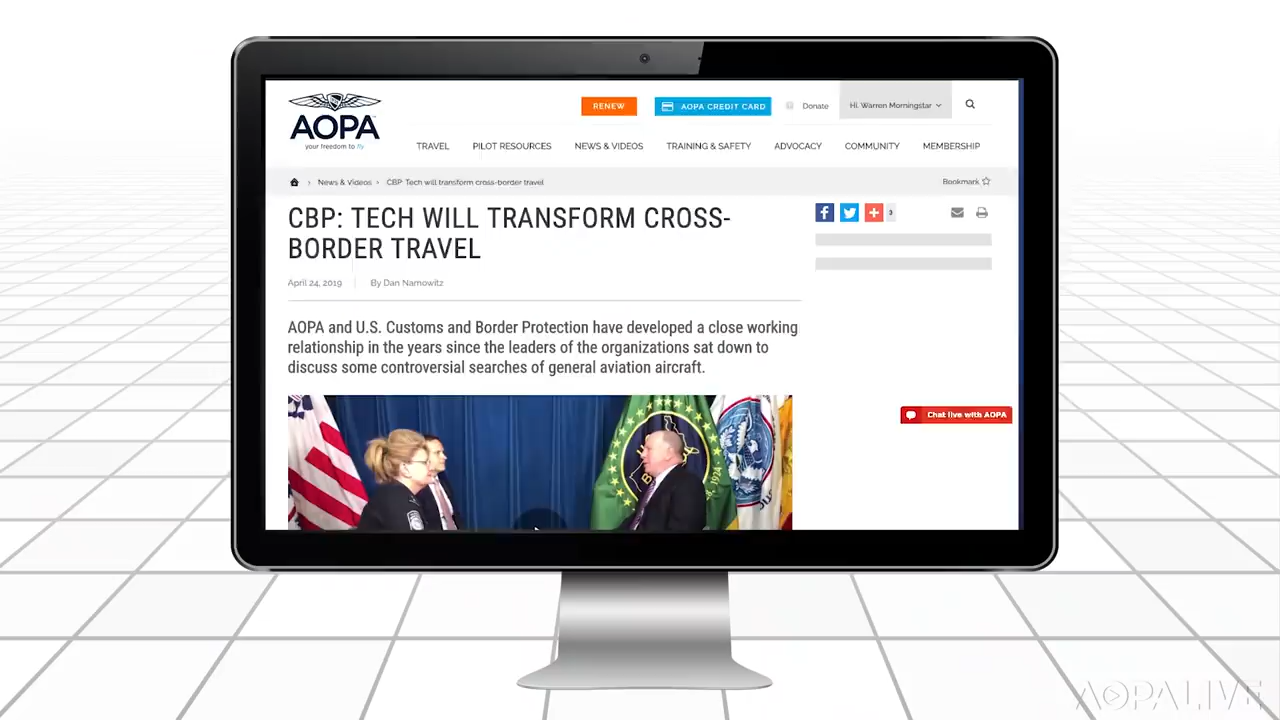 AOPA
your freedom to fly
RENEW
AOPA CREDIT CARD
Donate
Hi, Warren Morningstar
TRAVEL
PILOT RESOURCES
NEWS & VIDEOS
TRAINING & SAFETY
ADVOCACY
COMMUNITY
MEMBERSHIP
News & Videos
CBP: Tech will transform cross-border travel
Bookmark
CBP: TECH WILL TRANSFORM CROSS-
BORDER TRAVEL
3
April 24, 2019
By Dan Namowitz
AOPA and U.S. Customs and Border Protection have developed a close working
relationship in the years since the leaders of the organizations sat down to
discuss some controversial searches of general aviation aircraft.
Chat live with AOPA
1924
AOPALIVE